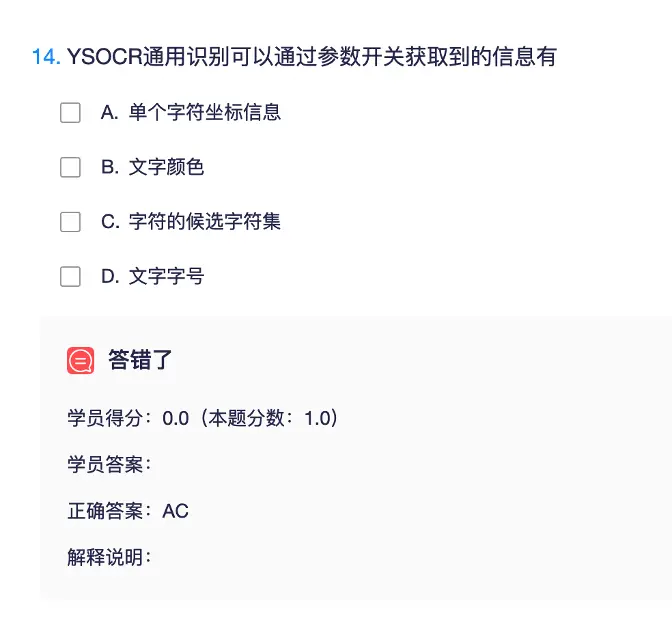 14. YSOCR通用识别可以通过参数开关获取到的信息有
A. 单个字符坐标信息
B. 文字颜色
C. 字符的候选字符集
D. 文字字号
答错了
学员得分：0.0（本题分数：1.0）
学员答案：
正确答案：AC
解释说明：